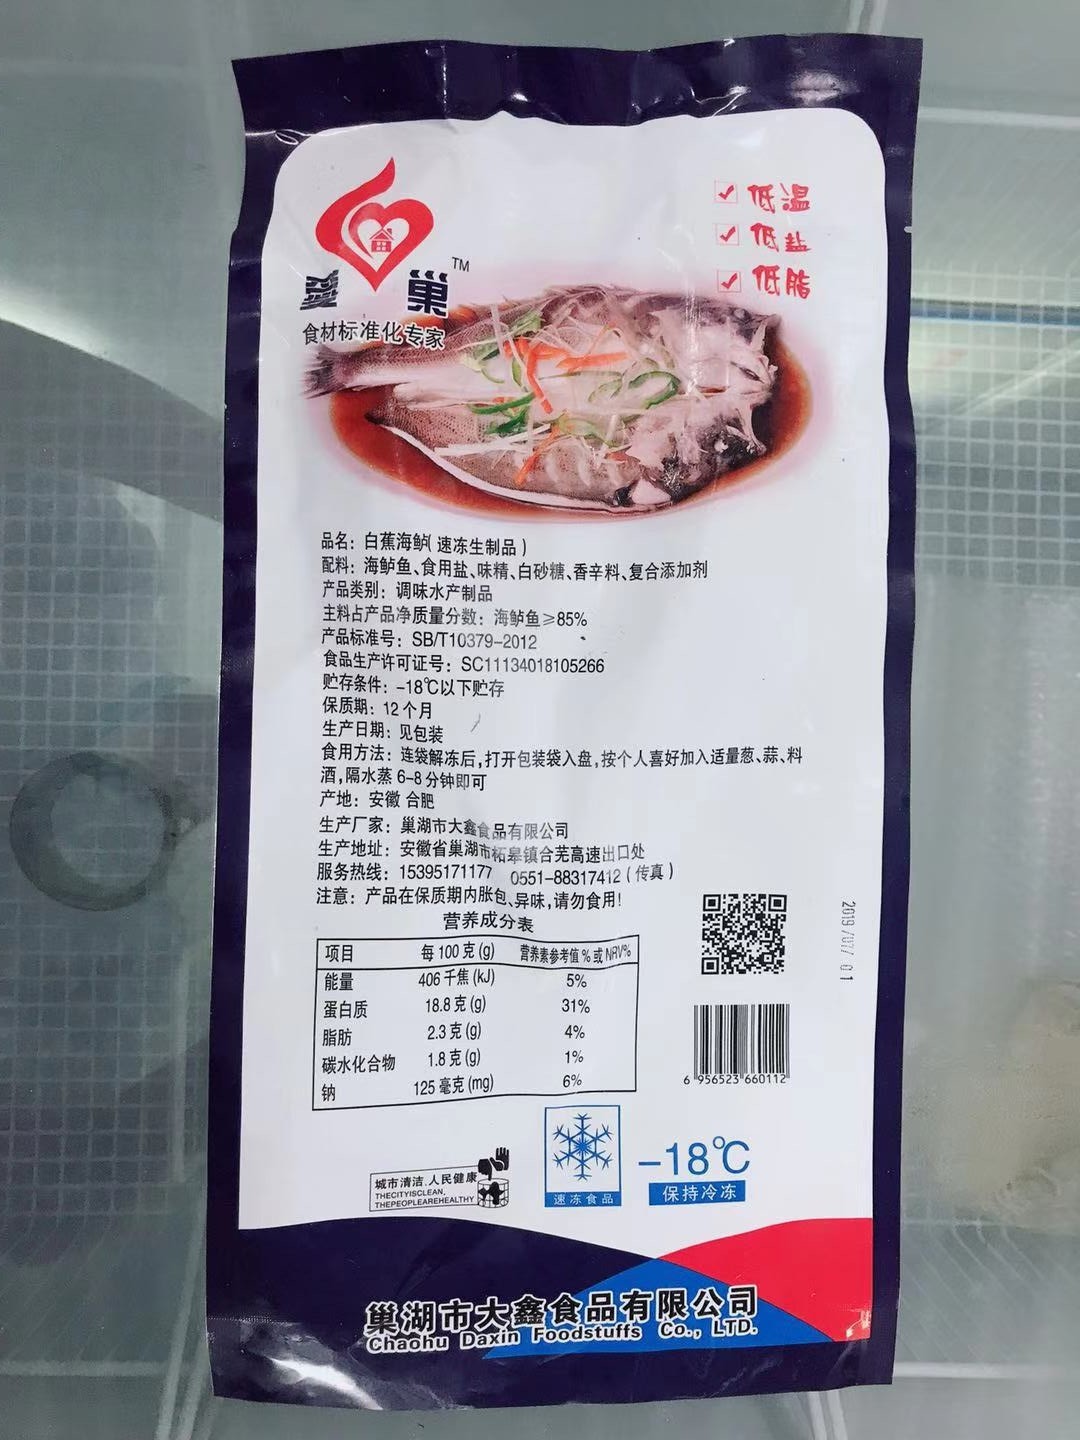 低温
低盐
低脂
爱巢TM
食材标准化专家
品名：白蕉海鲈(速冻生制品)
配料：海鲈鱼、食用盐、味精、白砂糖、香辛料、复合添加剂
产品类别：调味水产制品
主料占产品净质量分数：海鲈鱼≥85%
产品标准号：SB/T10379-2012
食品生产许可证号：SC11134018105266
贮存条件：-18℃以下贮存
保质期：12个月
生产日期：见包装
食用方法：连袋解冻后,打开包装袋入盘,按个人喜好加入适量葱、蒜、料
酒,隔水蒸6-8分钟即可
产地：安徽 合肥
生产厂家：巢湖市大鑫食品有限公司
生产地址：安徽省巢湖市柘皋镇合芜高速出口处
服务热线：15395171177 0551-88317412(传真)
注意：产品在保质期内胀包、异味,请勿食用!
营养成分表
项目 每100克(g) 营养素参考值%或NRV%
能量 406千焦(kJ) 5%
蛋白质 18.8克(g) 31%
脂肪 2.3克(g) 4%
碳水化合物 1.8克(g) 1%
钠 125毫克(mg) 6%
2019/07/ 01
6 956523 660112
城市清洁.人民健康
THECITYISCLEAN,
THEPEOPLEAREHEALTHY
速冻食品
-18℃
保持冷冻
巢湖市大鑫食品有限公司
Chaohu Daxin Foodstuffs Co., LTD.